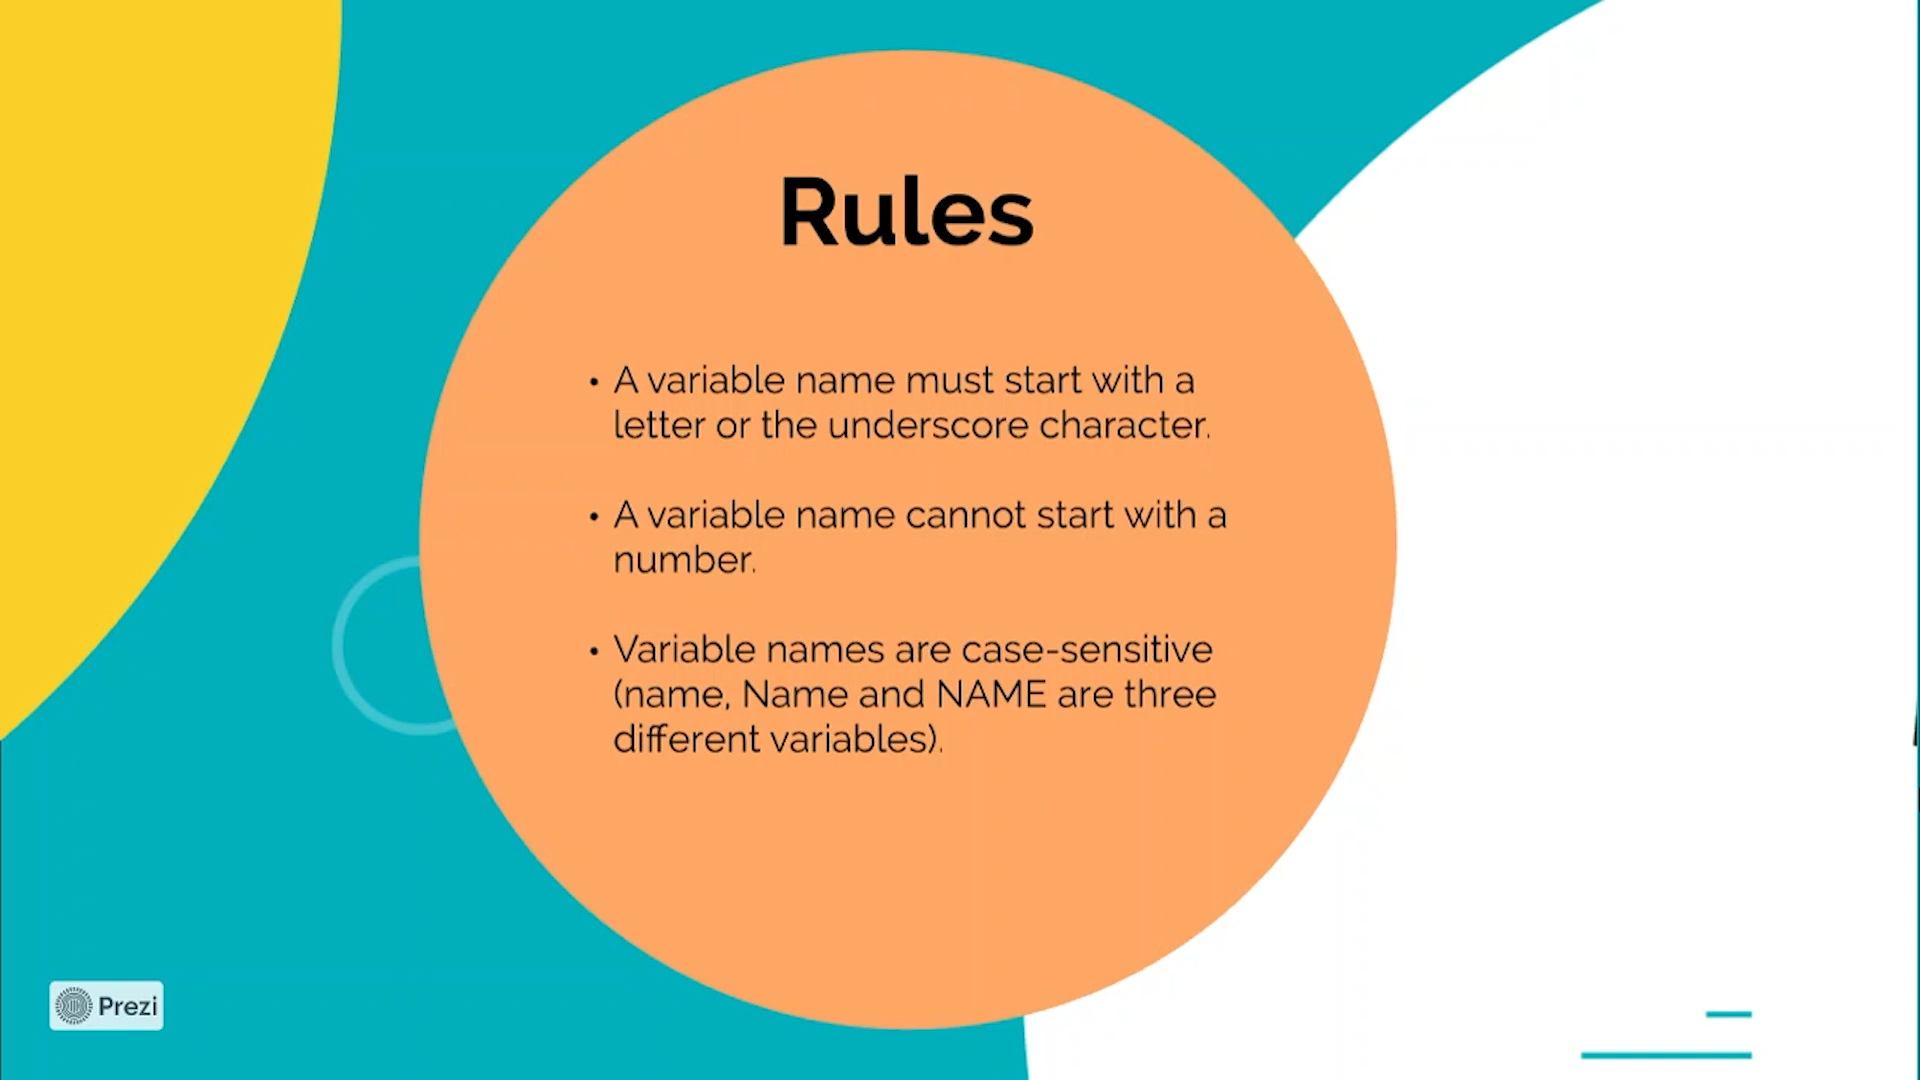 Rules
• A variable name must start with a
letter or the underscore character.
• A variable name cannot start with a
number.
• Variable names are case-sensitive
(name, Name and NAME are three
different variables).
Prezi